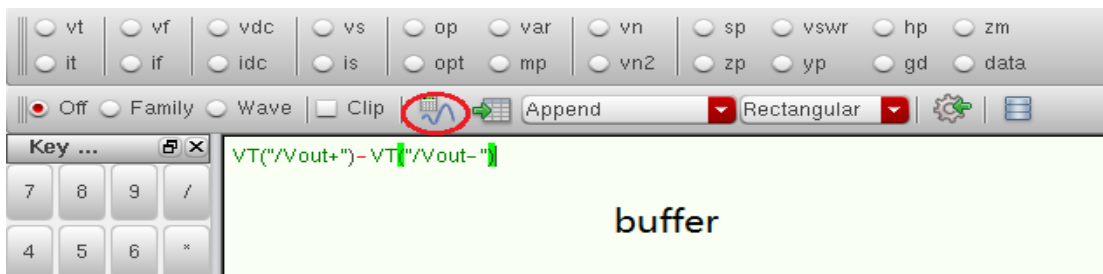 vt vf vdc vs op var vn sp vswr hp zm
it if idc is opt mp vn2 zp yp gd data
Off Family Wave Clip Append Rectangular
Key ...
VT("/Vout+")-VT("/Vout-")
7 8 9 /
buffer
4 5 6 *